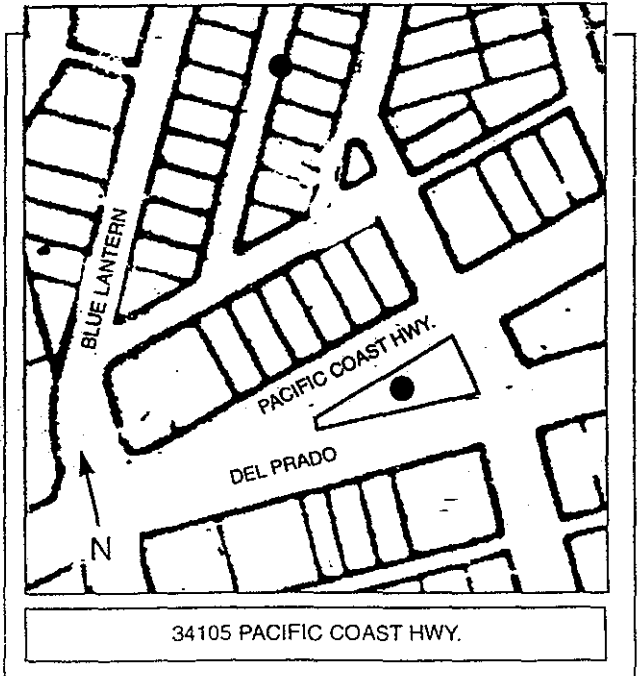 BLUE LANTERN
PACIFIC COAST HWY.
DEL PRADO
N
34105 PACIFIC COAST HWY.